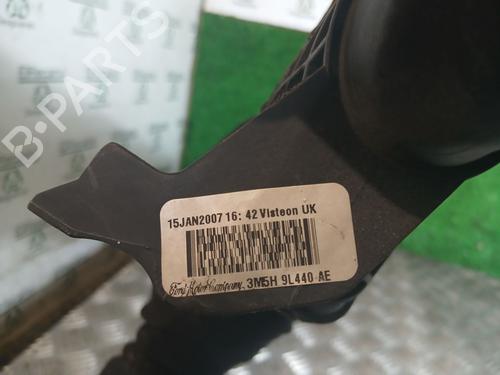 B-PARTS
15JAN2007 16: 42 Visteon UK
Ford Motor Company, 3M5H 9L440 AE